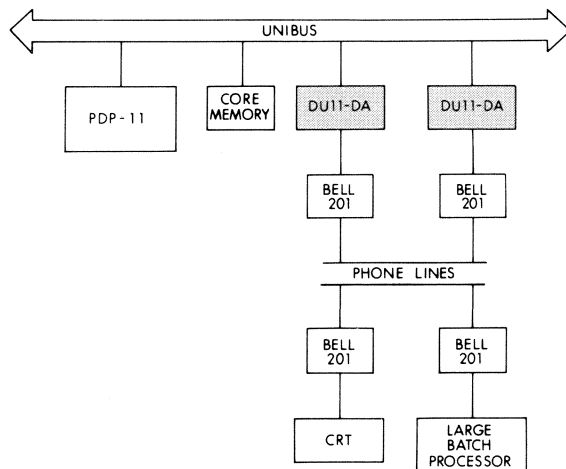 UNIBUS
PDP-11
CORE
MEMORY
DU11-DA
DU11-DA
BELL
201
BELL
201
PHONE LINES
BELL
201
BELL
201
CRT
LARGE
BATCH
PROCESSOR